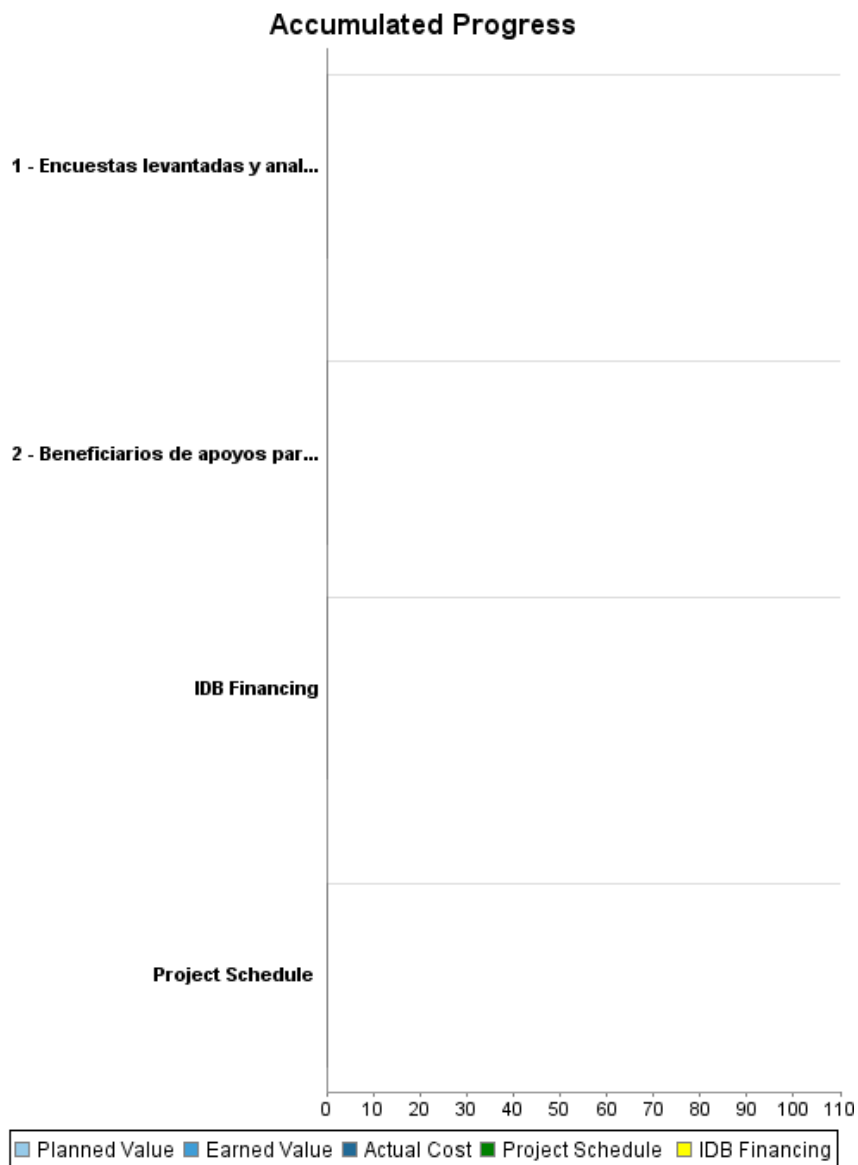 Accumulated Progress
1 - Encuestas levantadas y anal...
2 - Beneficiarios de apoyos par...
IDB Financing
Project Schedule
0 10 20 30 40 50 60 70 80 90 100 110
Planned Value Earned Value Actual Cost Project Schedule IDB Financing